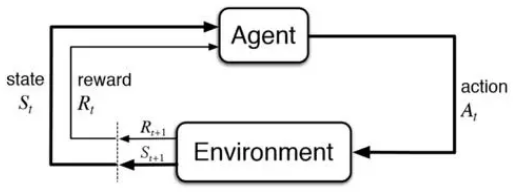 Agent
state
S_t
reward
R_t
action
A_t
R_{t+1}
S_{t+1}
Environment